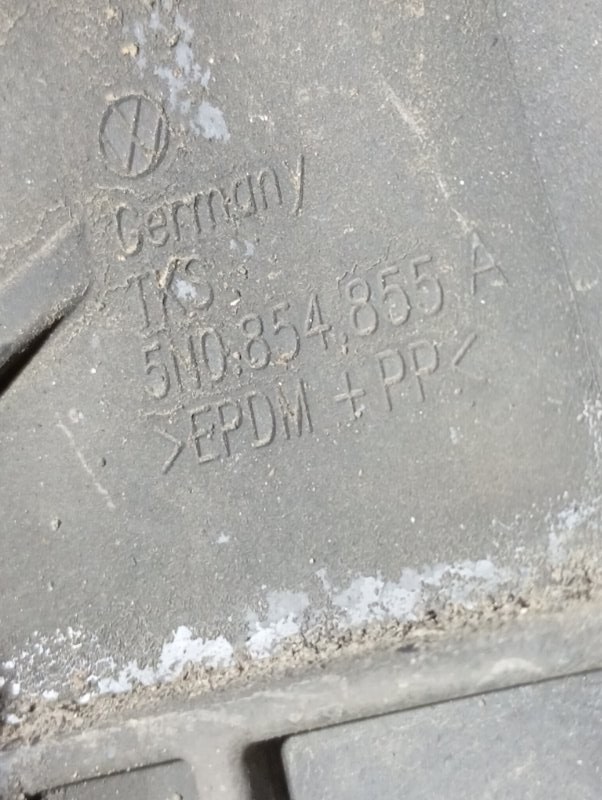 Germany
TKS
5N0.854.855 A
>EPDM + PP<